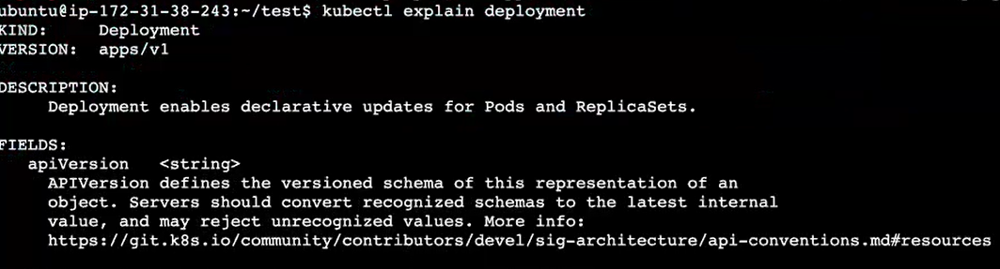 ubuntu@ip-172-31-38-243:~/test$ kubectl explain deployment
KIND:     Deployment
VERSION:  apps/v1
DESCRIPTION:
     Deployment enables declarative updates for Pods and ReplicaSets.
FIELDS:
   apiVersion   <string>
     APIVersion defines the versioned schema of this representation of an
     object. Servers should convert recognized schemas to the latest internal
     value, and may reject unrecognized values. More info:
     https://git.k8s.io/community/contributors/devel/sig-architecture/api-conventions.md#resources